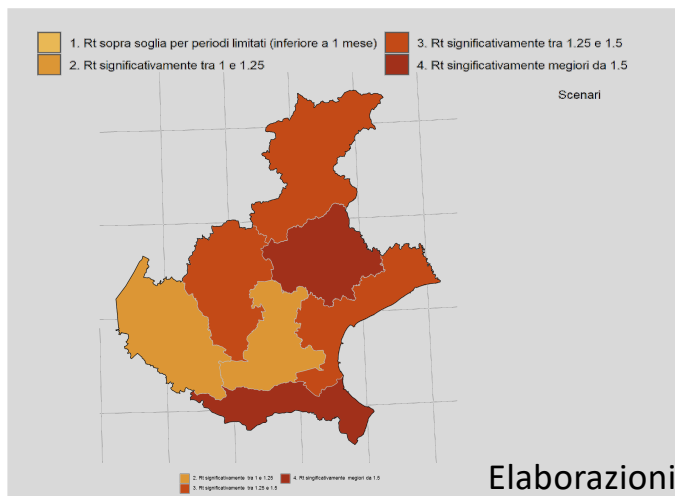 1. Rt sopra soglia per periodi limitati (inferiore a 1 mese)
2. Rt significativamente tra 1 e 1.25
3. Rt significativamente tra 1.25 e 1.5
4. Rt singificativamente megiori da 1.5
Scenari
2. Rt significativamente tra 1 e 1.25
3. Rt significativamente tra 1.25 e 1.5
4. Rt singificativamente megiori da 1.5
Elaborazioni